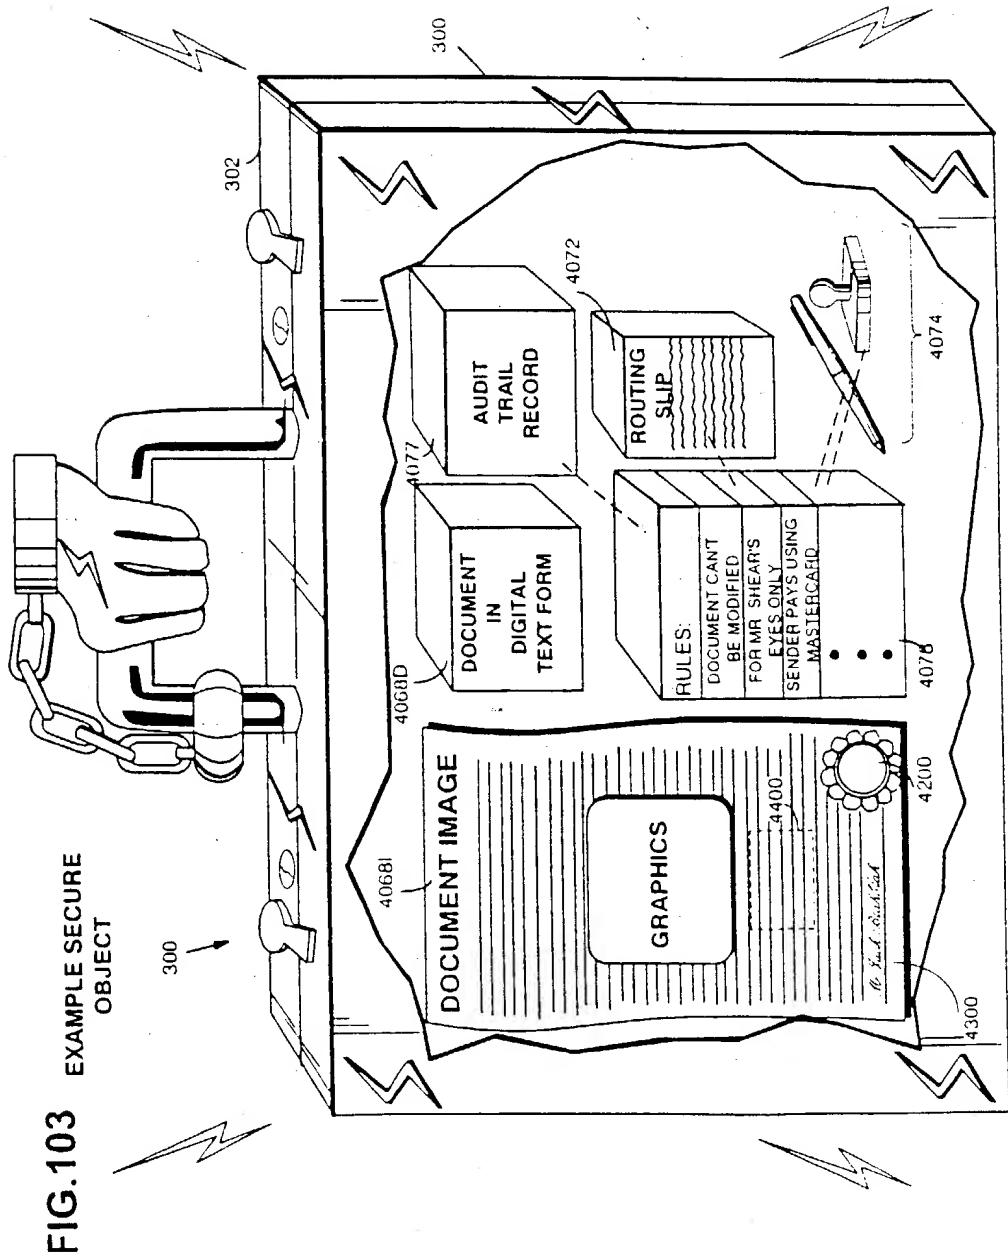 FIG.103
EXAMPLE SECURE
OBJECT
300
302
300
4068I
DOCUMENT IMAGE
GRAPHICS
4400
4200
4300
4068D
DOCUMENT
IN
DIGITAL
TEXT FORM
4077
AUDIT
TRAIL
RECORD
4072
ROUTING
SLIP
RULES:
DOCUMENT CAN'T
BE MODIFIED
FOR MR SHEAR'S
EYES ONLY
SENDER PAYS USING
MASTERCARD
4074